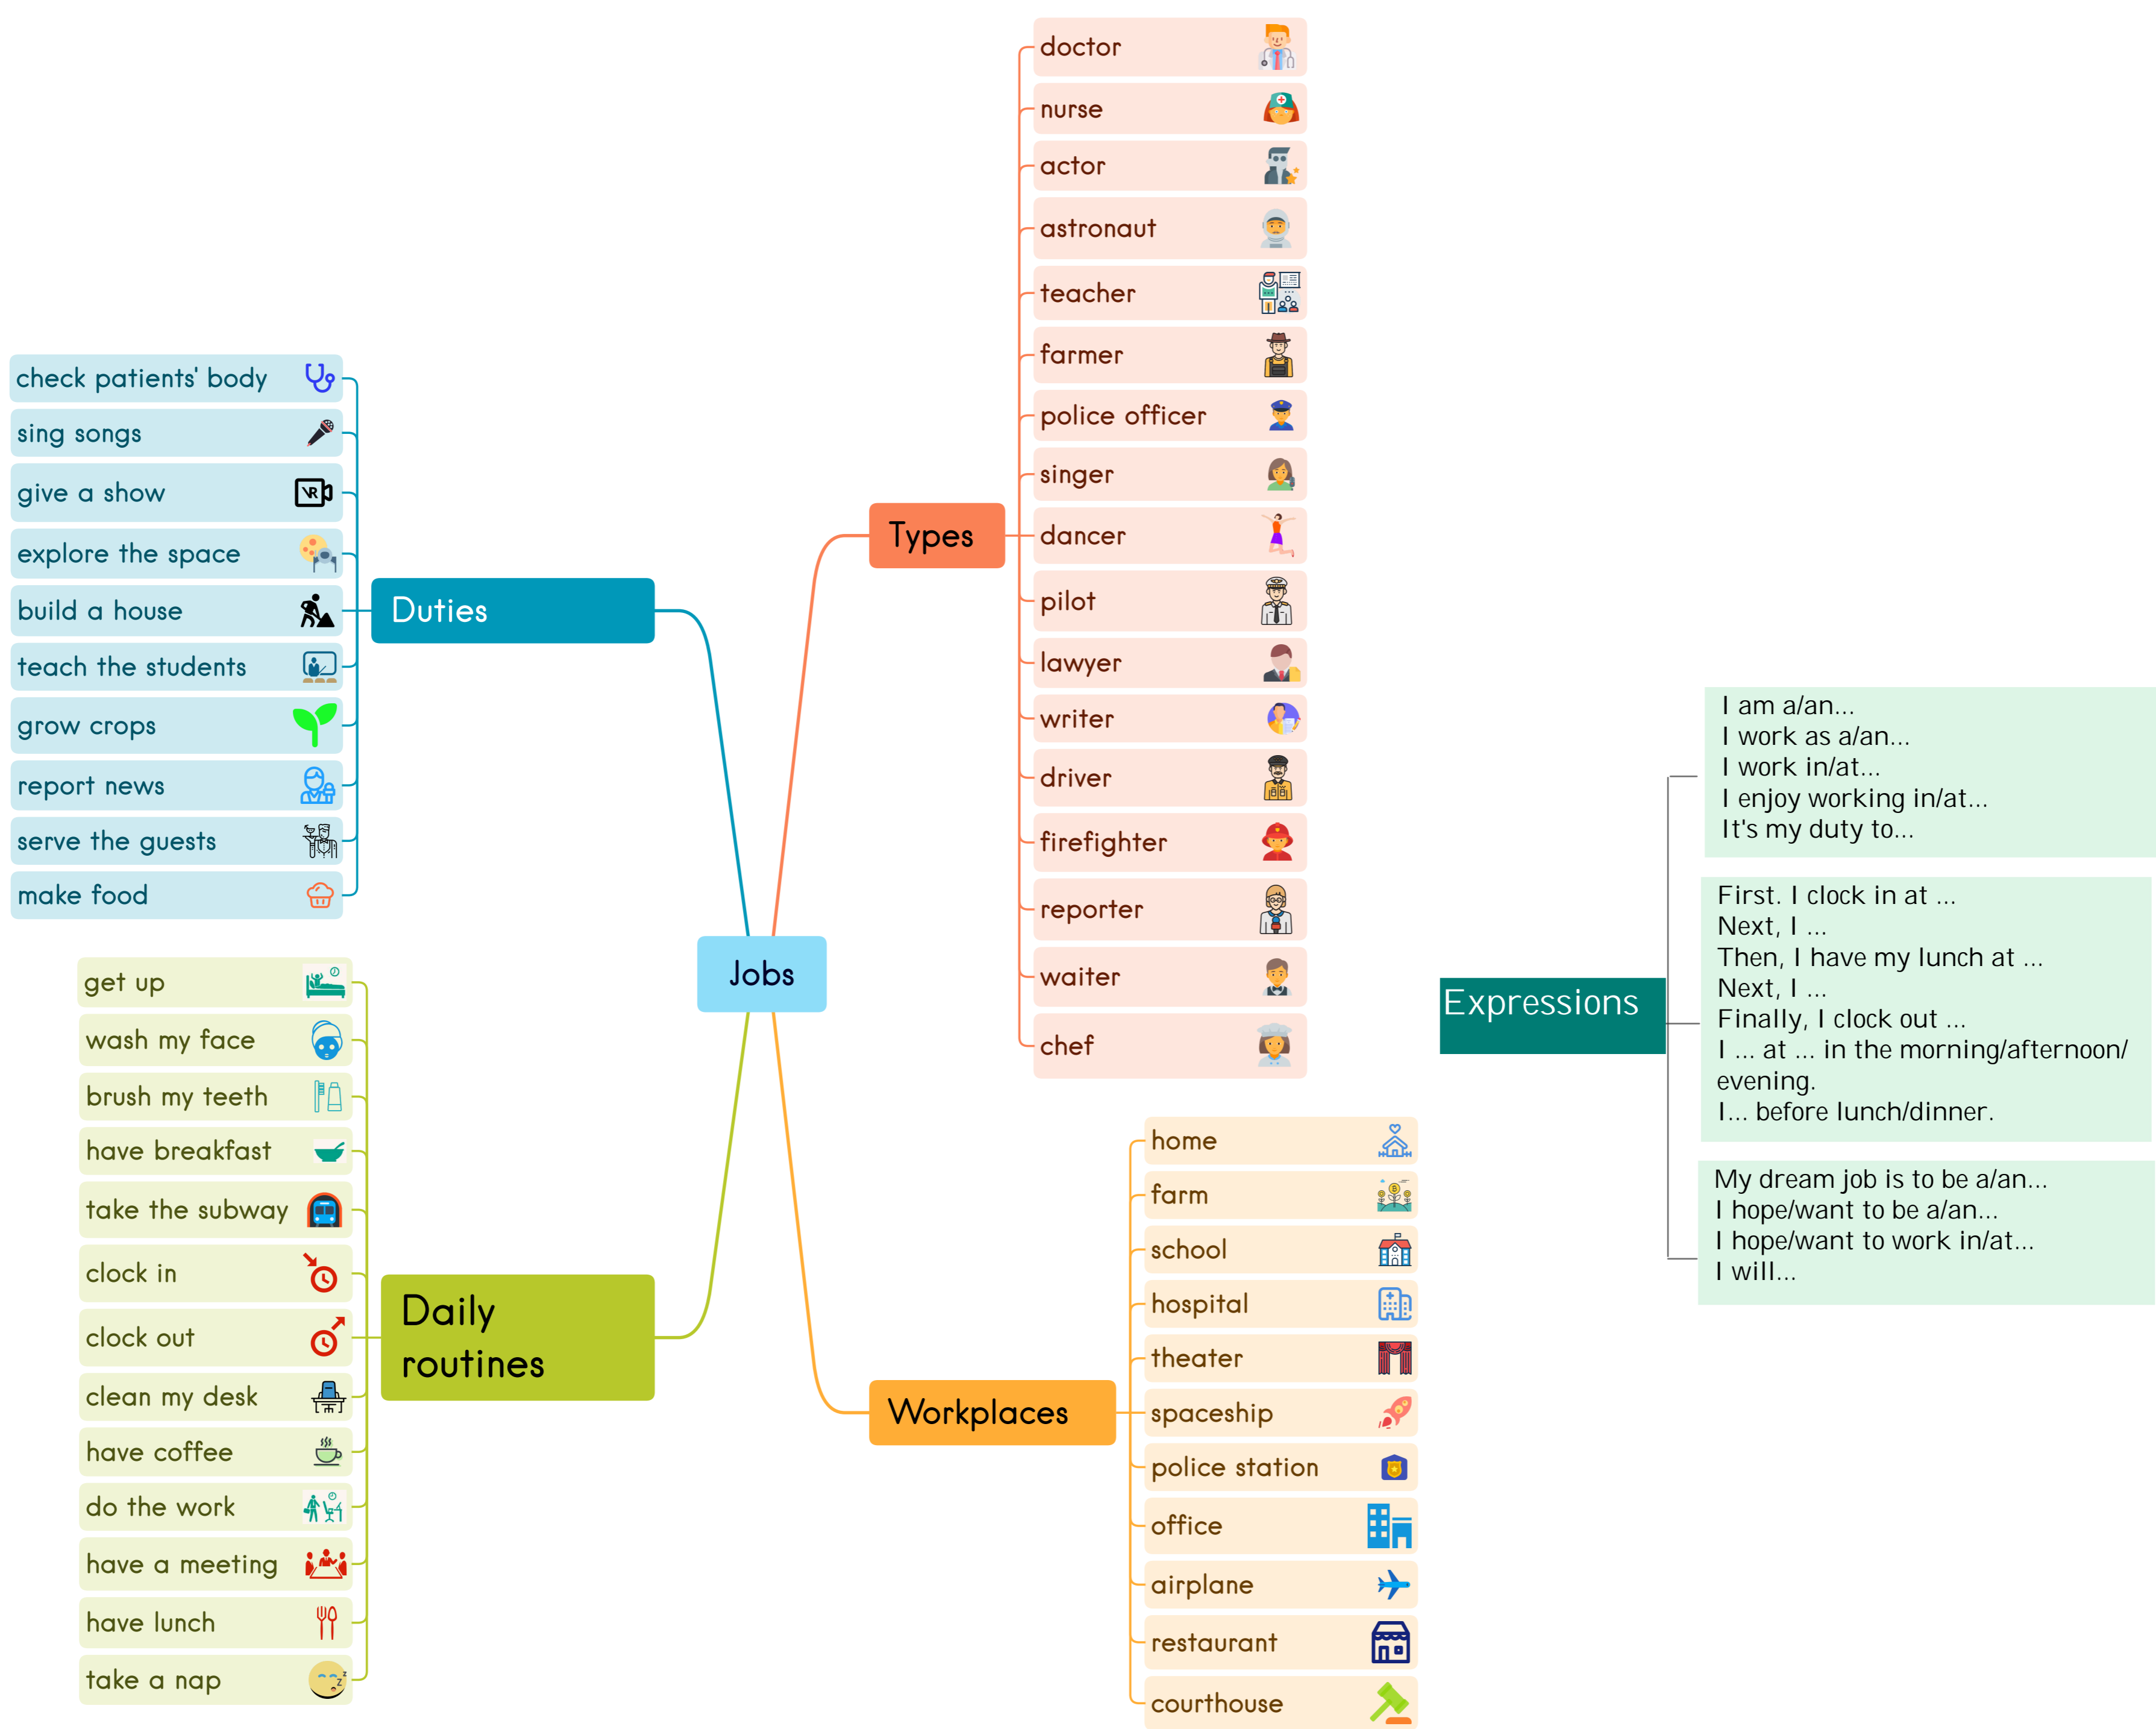 Jobs
Types
doctor
nurse
actor
astronaut
teacher
farmer
police officer
singer
dancer
pilot
lawyer
writer
driver
firefighter
reporter
waiter
chef
Duties
check patients' body
sing songs
give a show
VR
explore the space
build a house
teach the students
grow crops
report news
serve the guests
make food
Daily
routines
get up
wash my face
brush my teeth
have breakfast
take the subway
clock in
clock out
clean my desk
have coffee
do the work
have a meeting
have lunch
take a nap
z
z
Workplaces
home
farm
school
hospital
theater
spaceship
police station
office
airplane
restaurant
courthouse
Expressions
I am a/an...
I work as a/an...
I work in/at...
I enjoy working in/at...
It's my duty to...
First. I clock in at ...
Next, I ...
Then, I have my lunch at ...
Next, I ...
Finally, I clock out ...
I ... at ... in the morning/afternoon/
evening.
I... before lunch/dinner.
My dream job is to be a/an...
I hope/want to be a/an...
I hope/want to work in/at...
I will...